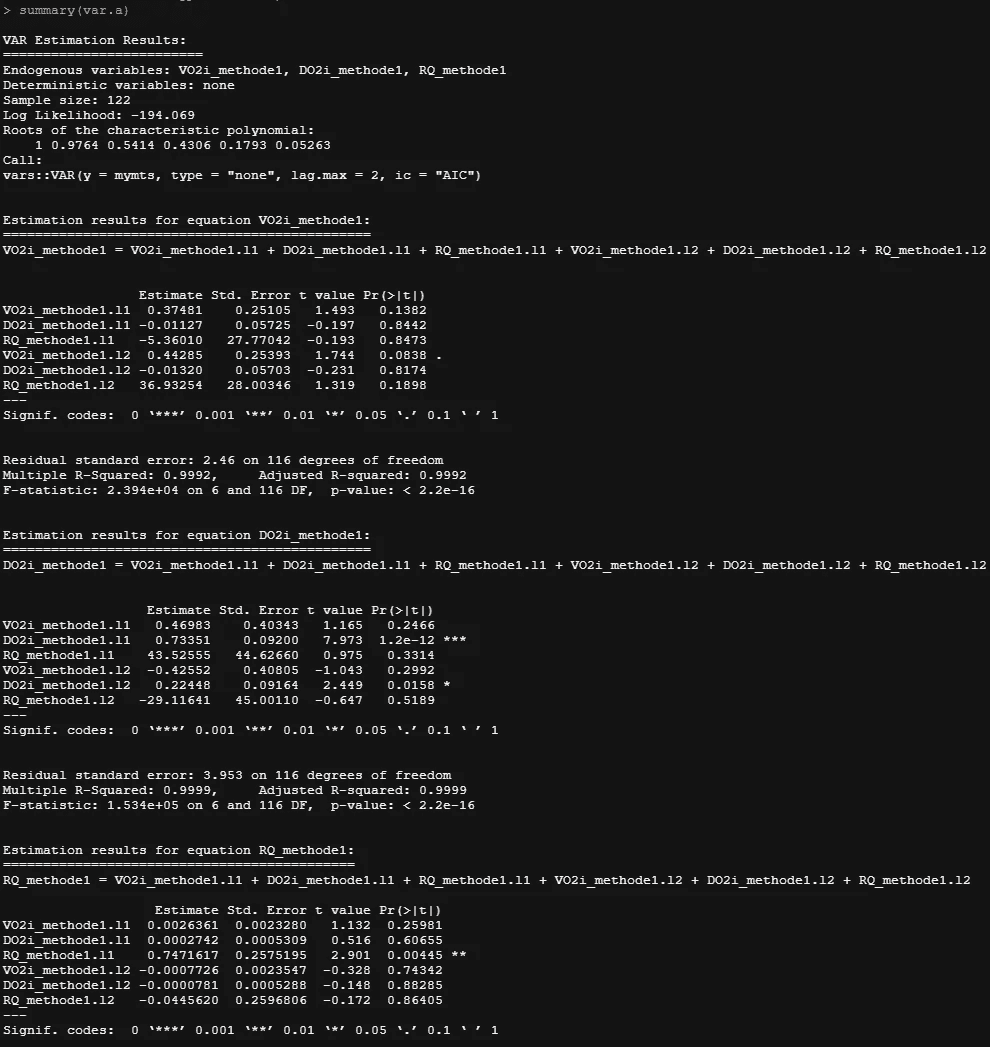 > summary(var.a)
VAR Estimation Results:
=========================
Endogenous variables: VO2i_methode1, DO2i_methode1, RQ_methode1
Deterministic variables: none
Sample size: 122
Log Likelihood: -194.069
Roots of the characteristic polynomial:
    1 0.9764 0.5414 0.4306 0.1793 0.05263
Call:
vars::VAR(y = mymts, type = "none", lag.max = 2, ic = "AIC")
Estimation results for equation VO2i_methode1:
==============================================
VO2i_methode1 = VO2i_methode1.l1 + DO2i_methode1.l1 + RQ_methode1.l1 + VO2i_methode1.l2 + DO2i_methode1.l2 + RQ_methode1.l2
                 Estimate Std. Error t value Pr(>|t|)
VO2i_methode1.l1  0.37481    0.25105   1.493   0.1382
DO2i_methode1.l1 -0.01127    0.05725  -0.197   0.8442
RQ_methode1.l1   -5.36010   27.77042  -0.193   0.8473
VO2i_methode1.l2  0.44285    0.25393   1.744   0.0838 .
DO2i_methode1.l2 -0.01320    0.05703  -0.231   0.8174
RQ_methode1.l2   36.93254   28.00346   1.319   0.1898
---
Signif. codes:  0 ‘***’ 0.001 ‘**’ 0.01 ‘*’ 0.05 ‘.’ 0.1 ‘ ’ 1
Residual standard error: 2.46 on 116 degrees of freedom
Multiple R-Squared: 0.9992,     Adjusted R-squared: 0.9992
F-statistic: 2.394e+04 on 6 and 116 DF,  p-value: < 2.2e-16
Estimation results for equation DO2i_methode1:
==============================================
DO2i_methode1 = VO2i_methode1.l1 + DO2i_methode1.l1 + RQ_methode1.l1 + VO2i_methode1.l2 + DO2i_methode1.l2 + RQ_methode1.l2
                  Estimate Std. Error t value Pr(>|t|)
VO2i_methode1.l1   0.46983    0.40343   1.165   0.2466
DO2i_methode1.l1   0.73351    0.09200   7.973  1.2e-12 ***
RQ_methode1.l1    43.52555   44.62660   0.975   0.3314
VO2i_methode1.l2  -0.42552    0.40805  -1.043   0.2992
DO2i_methode1.l2   0.22448    0.09164   2.449   0.0158 *
RQ_methode1.l2   -29.11641   45.00110  -0.647   0.5189
---
Signif. codes:  0 ‘***’ 0.001 ‘**’ 0.01 ‘*’ 0.05 ‘.’ 0.1 ‘ ’ 1
Residual standard error: 3.953 on 116 degrees of freedom
Multiple R-Squared: 0.9999,     Adjusted R-squared: 0.9999
F-statistic: 1.534e+05 on 6 and 116 DF,  p-value: < 2.2e-16
Estimation results for equation RQ_methode1:
============================================
RQ_methode1 = VO2i_methode1.l1 + DO2i_methode1.l1 + RQ_methode1.l1 + VO2i_methode1.l2 + DO2i_methode1.l2 + RQ_methode1.l2
                   Estimate Std. Error t value Pr(>|t|)
VO2i_methode1.l1  0.0026361  0.0023280   1.132  0.25981
DO2i_methode1.l1  0.0002742  0.0005309   0.516  0.60655
RQ_methode1.l1    0.7471617  0.2575195   2.901  0.00445 **
VO2i_methode1.l2 -0.0007726  0.0023547  -0.328  0.74342
DO2i_methode1.l2 -0.0000781  0.0005288  -0.148  0.88285
RQ_methode1.l2   -0.0445620  0.2596806  -0.172  0.86405
---
Signif. codes:  0 ‘***’ 0.001 ‘**’ 0.01 ‘*’ 0.05 ‘.’ 0.1 ‘ ’ 1